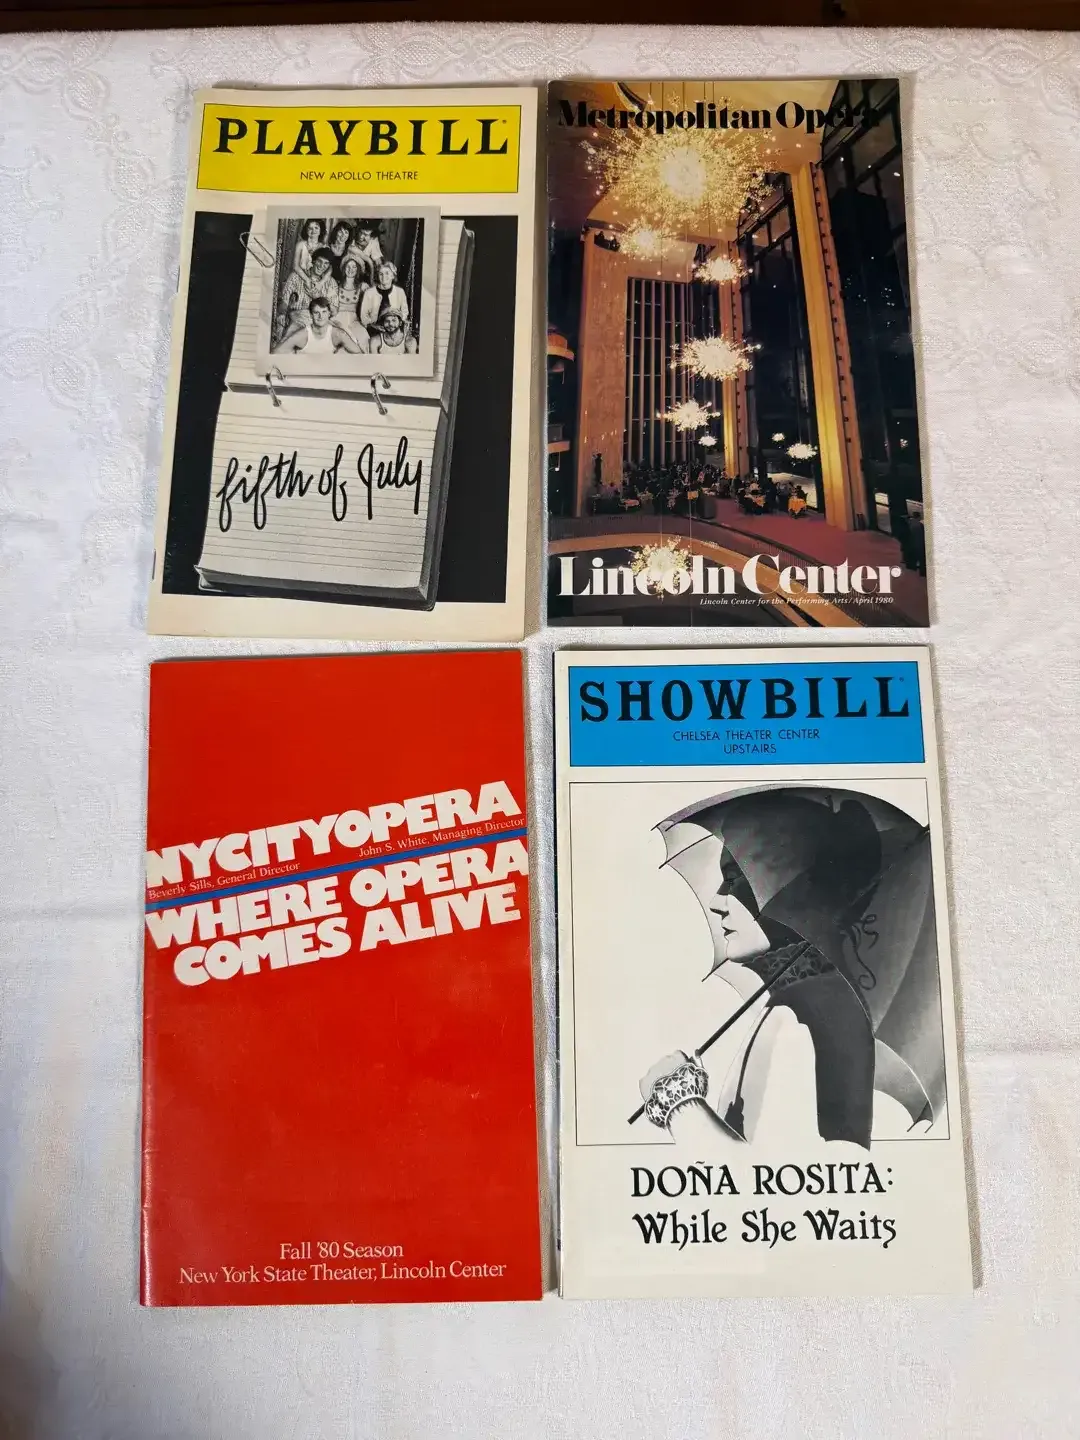 PLAYBILL®
NEW APOLLO THEATRE
fifth of July
Metropolitan Opera
Lincoln Center
Lincoln Center for the Performing Arts/April 1980
NYCITYOPERA
Beverly Sills, General Director
John S. White, Managing Director
WHERE OPERA
COMES ALIVE
Fall '80 Season
New York State Theater, Lincoln Center
SHOWBILL®
CHELSEA THEATER CENTER
UPSTAIRS
DOÑA ROSITA:
While She Waits